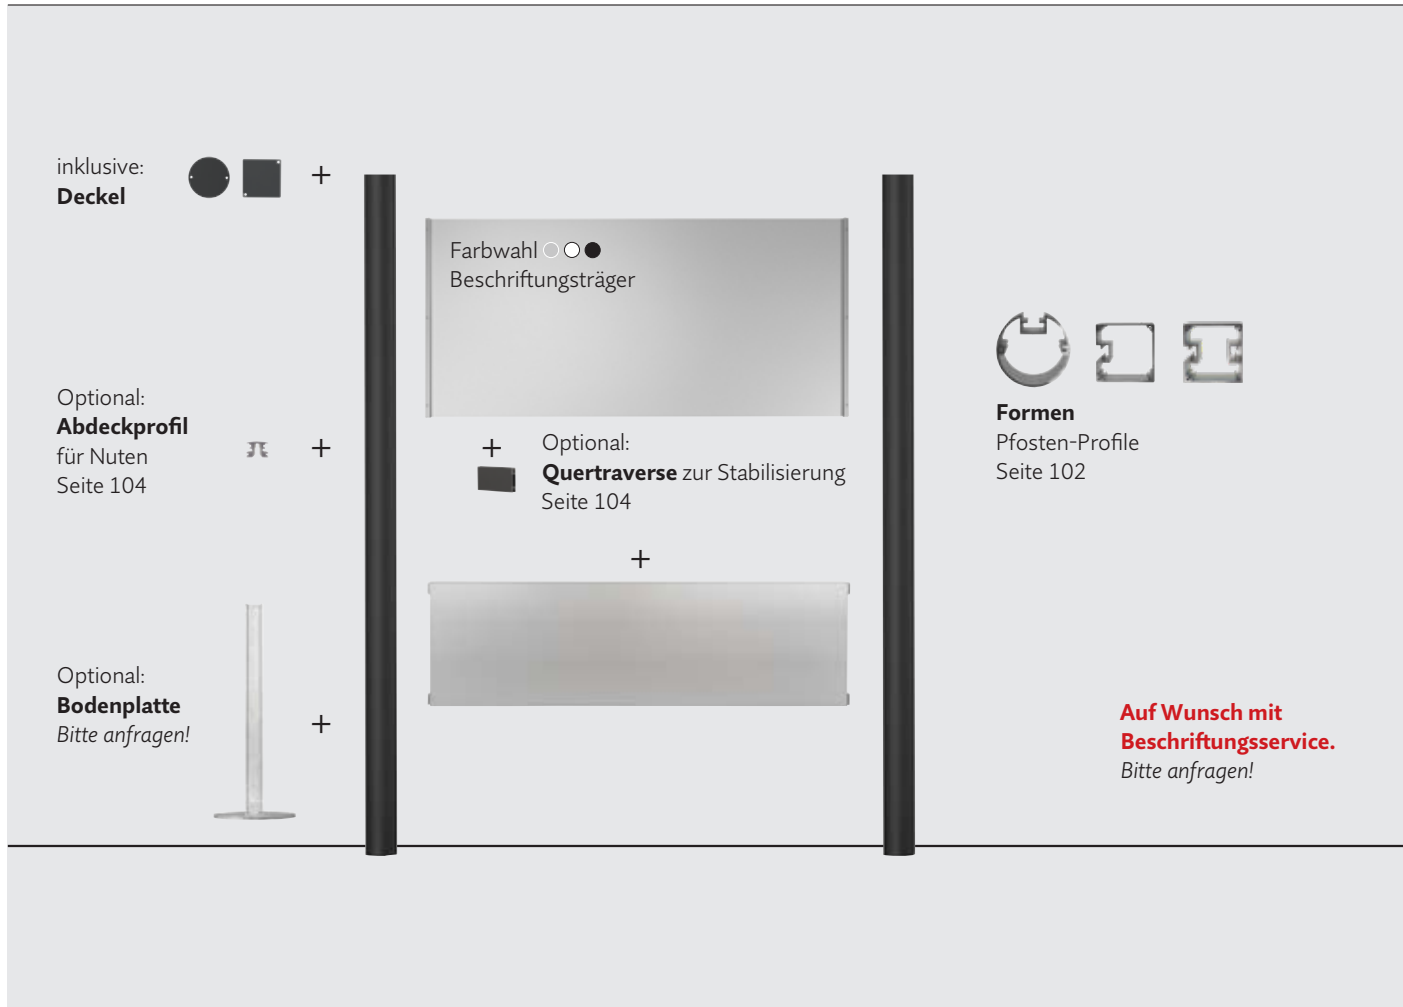 inklusive:
Deckel
+
Farbwahl
Beschriftungsträger
Optional:
Abdeckprofil
für Nuten
Seite 104
+
+
Optional:
Quertraverse zur Stabilisierung
Seite 104
Formen
Pfosten-Profile
Seite 102
+
Optional:
Bodenplatte
Bitte anfragen!
+
Auf Wunsch mit
Beschriftungsservice.
Bitte anfragen!